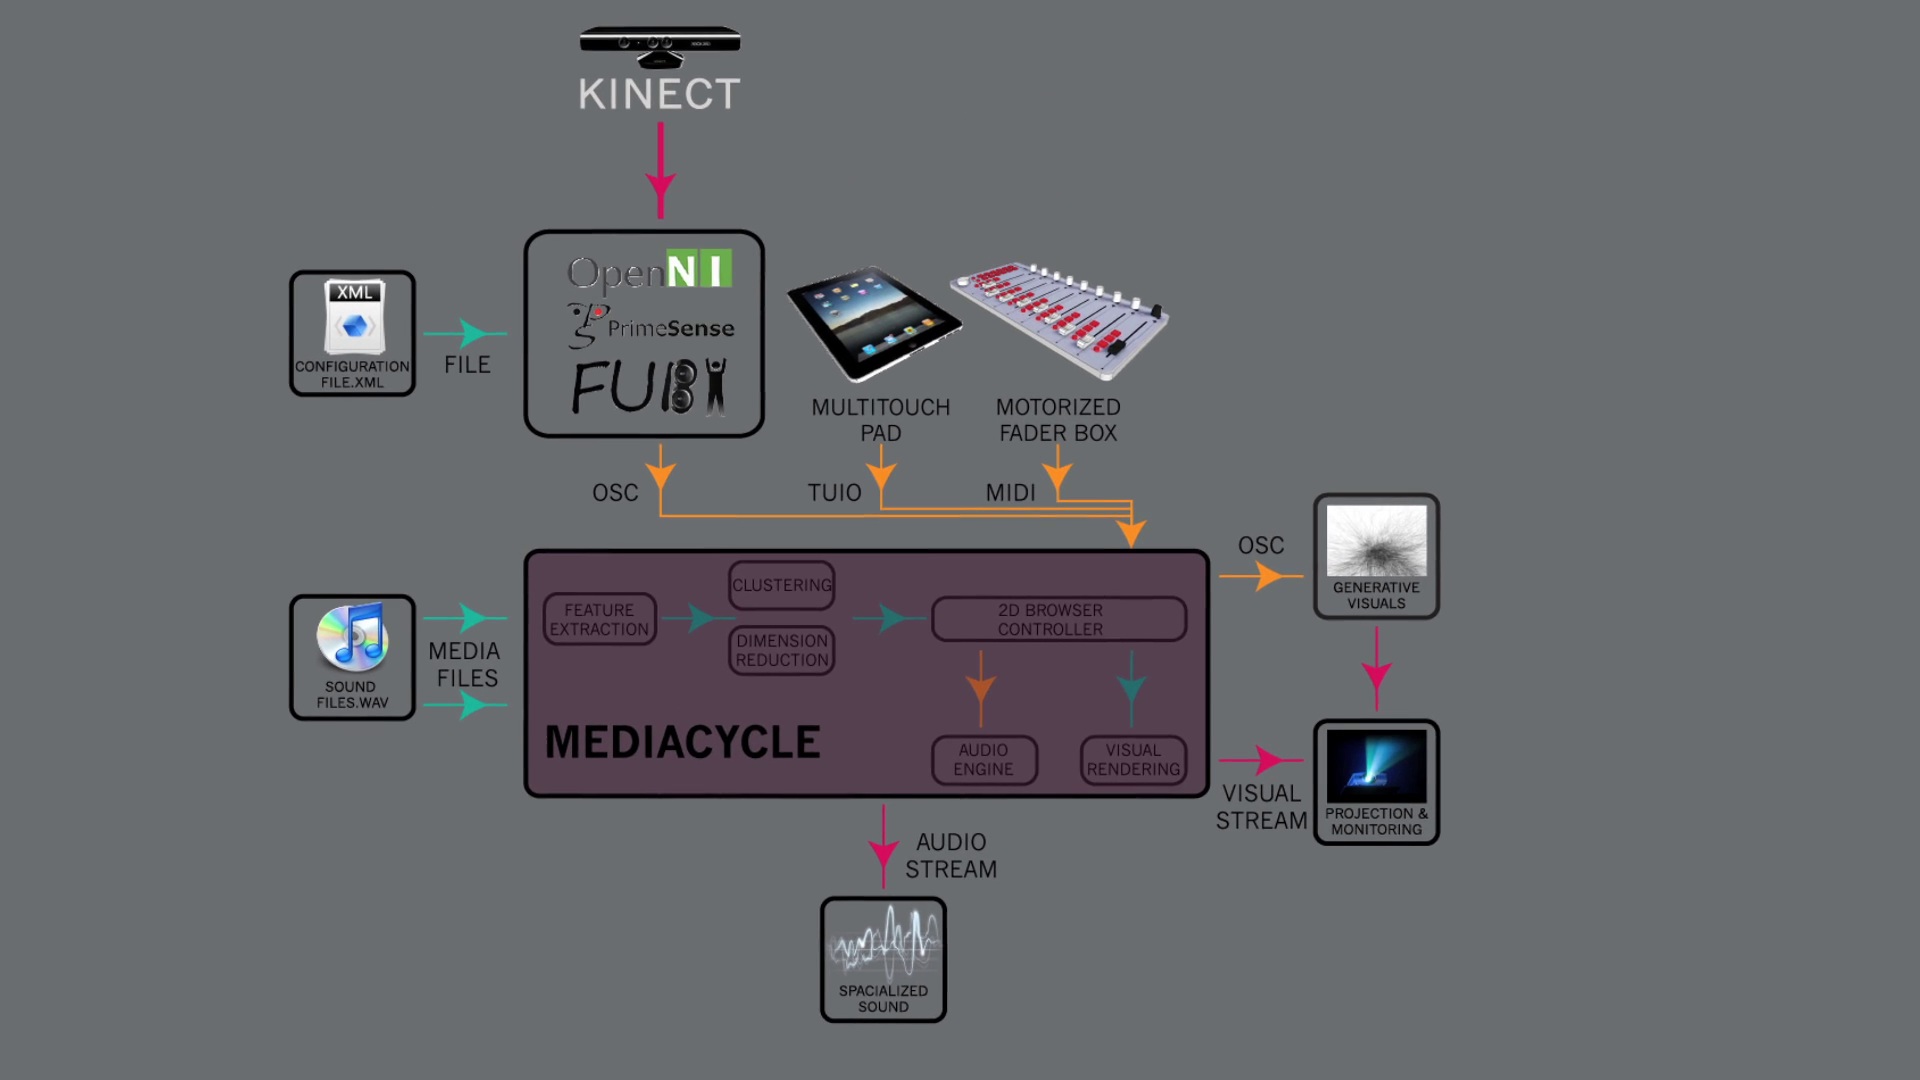 KINECT
OpenNI
PrimeSense
FUBI
XML
CONFIGURATION
FILE.XML
FILE
MULTITOUCH
PAD
MOTORIZED
FADER BOX
OSC
TUIO
MIDI
OSC
GENERATIVE
VISUALS
SOUND
FILES.WAV
MEDIA
FILES
FEATURE
EXTRACTION
CLUSTERING
DIMENSION
REDUCTION
2D BROWSER
CONTROLLER
MEDIACYCLE
AUDIO
ENGINE
VISUAL
RENDERING
VISUAL
STREAM
PROJECTION &
MONITORING
AUDIO
STREAM
SPACIALIZED
SOUND